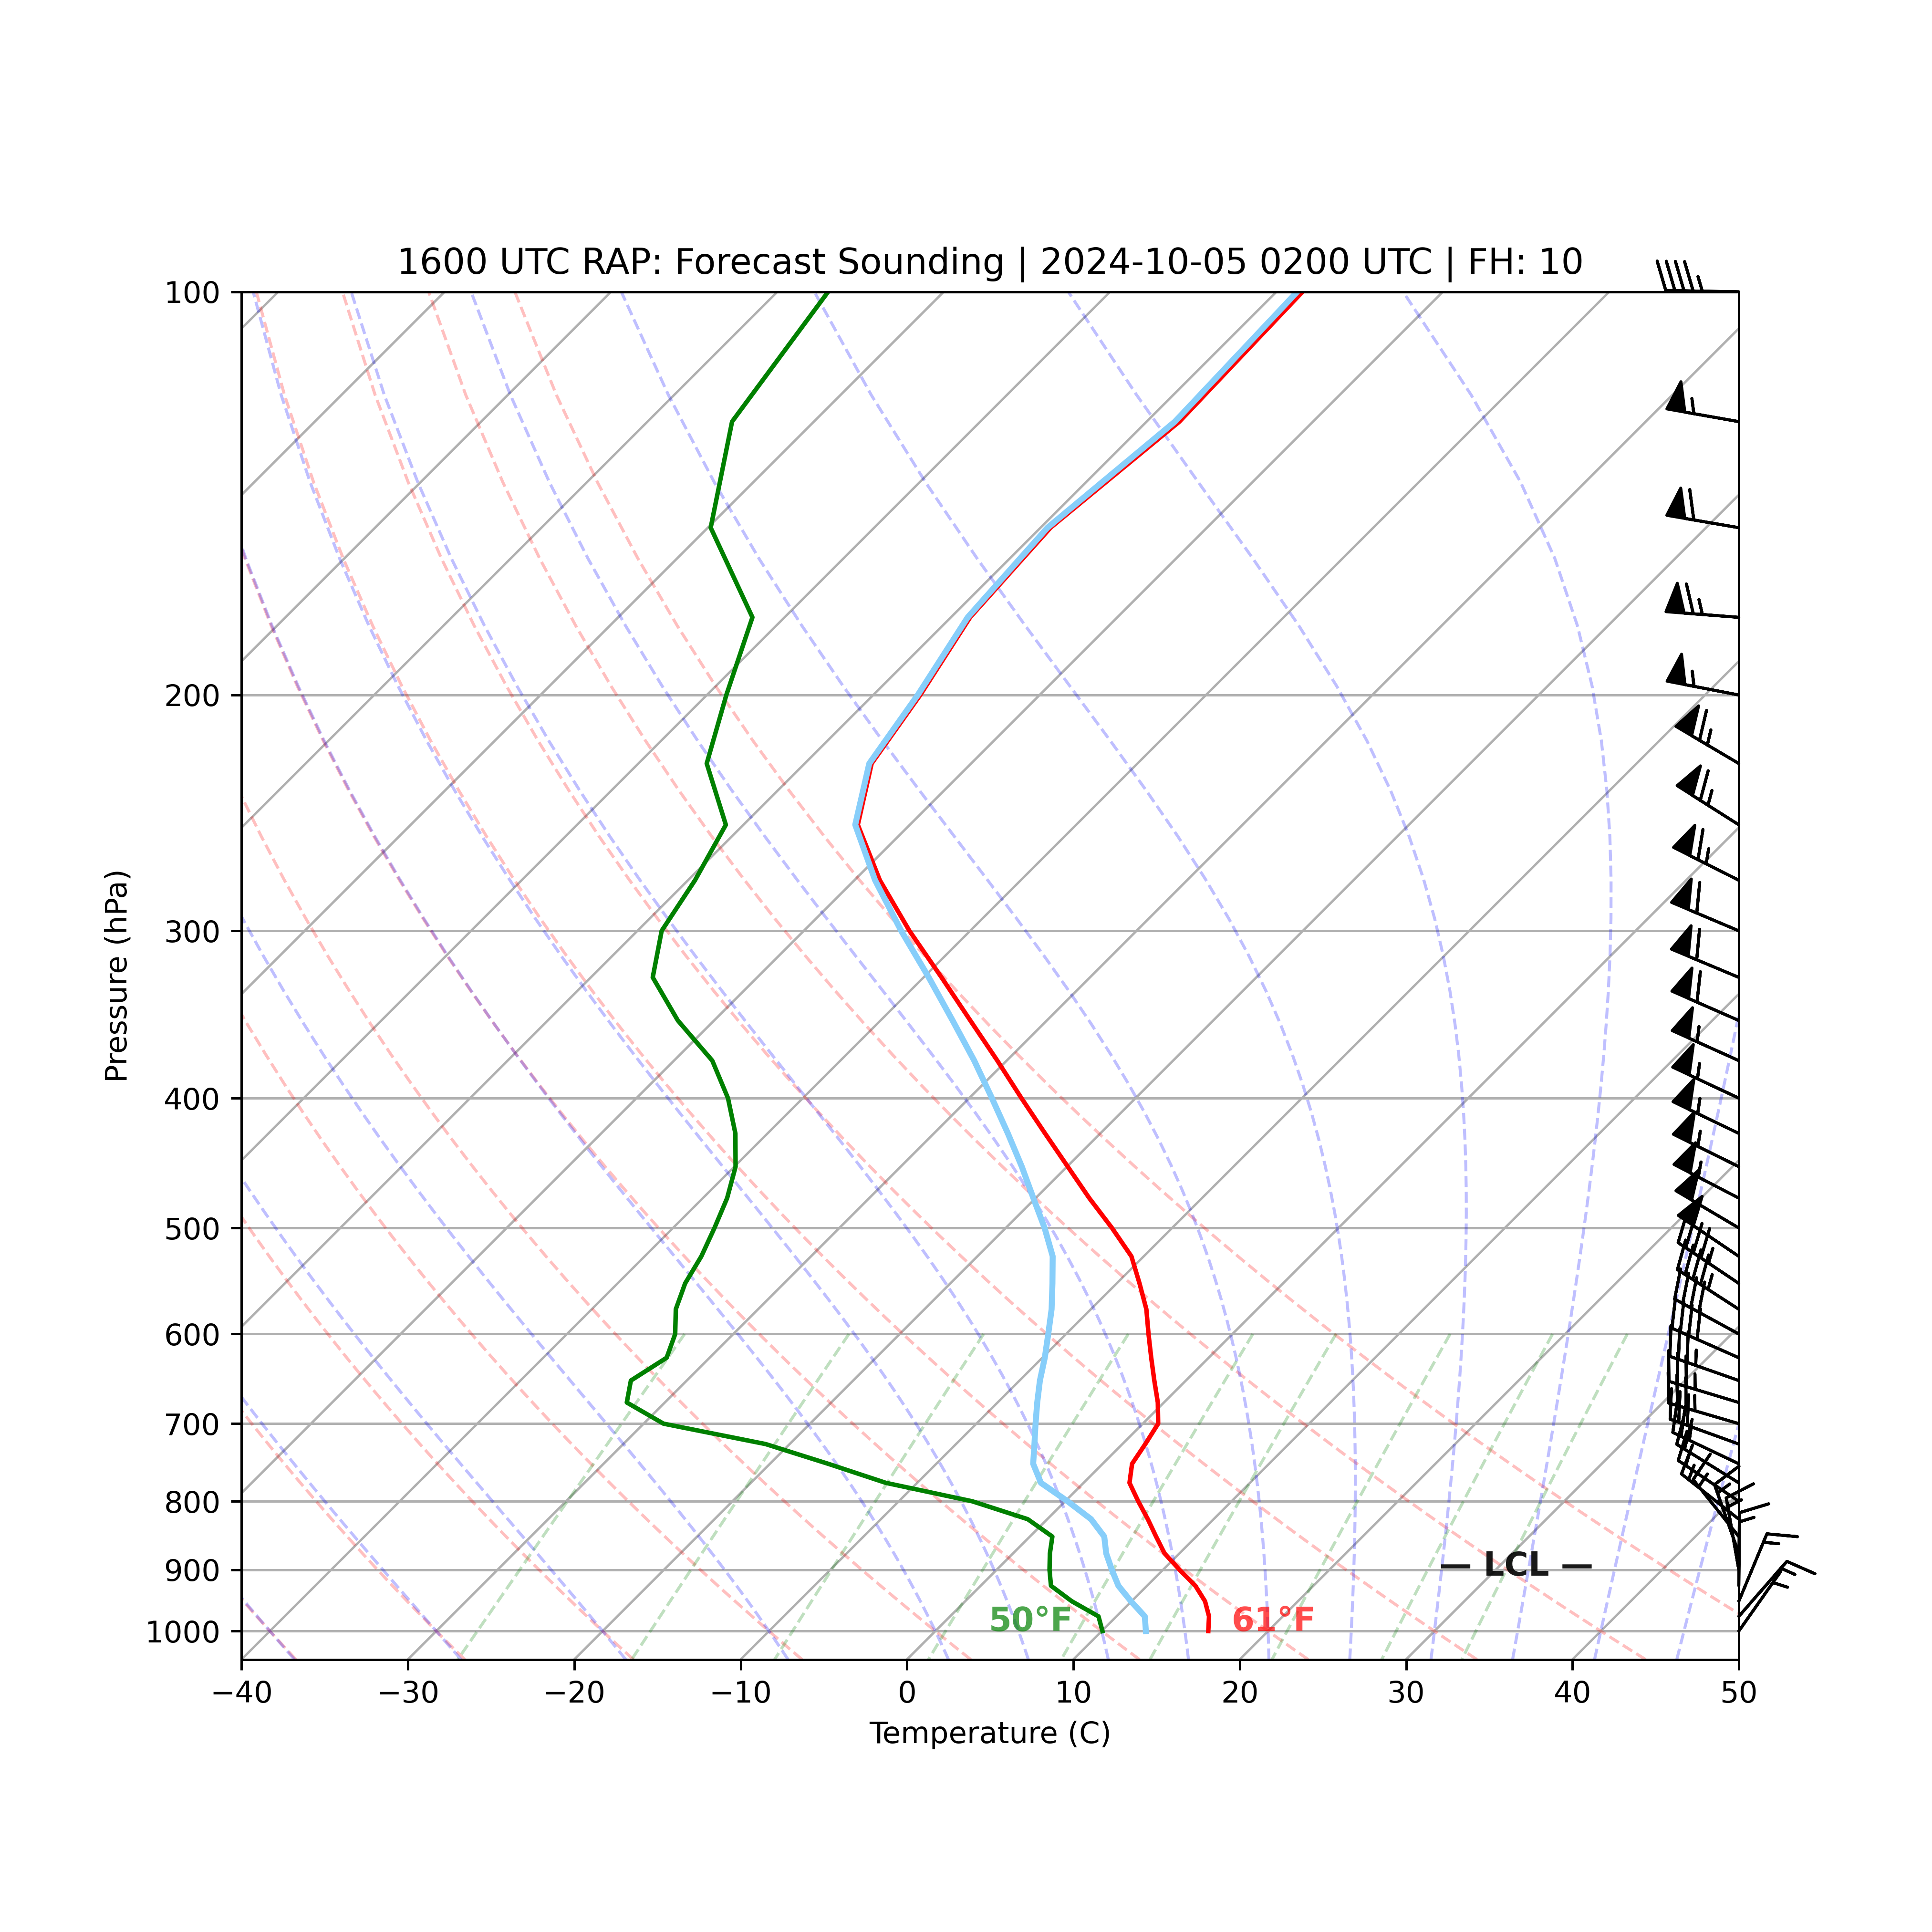 1600 UTC RAP: Forecast Sounding | 2024-10-05 0200 UTC | FH: 10
100
200
300
400
500
600
700
800
900
1000
Pressure (hPa)
— LCL —
50°F
61°F
−40 −30 −20 −10 0 10 20 30 40 50
Temperature (C)